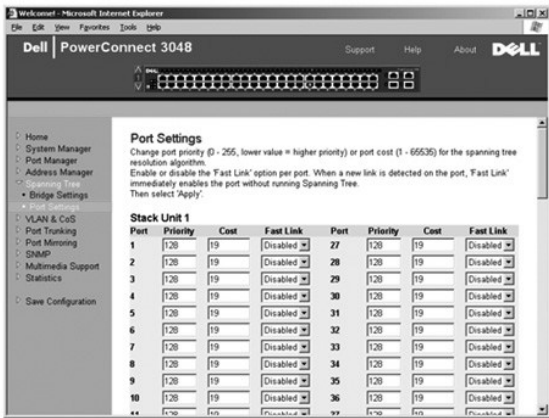 Welcome! - Microsoft Internet Explorer
File Edit View Favorites Tools Help
Dell PowerConnect 3048
Support Help About DELL
Home
System Manager
Port Manager
Address Manager
Spanning Tree
Bridge Settings
Port Settings
VLAN & CoS
Port Trunking
Port Mirroring
SNMP
Multimedia Support
Statistics
Save Configuration
Port Settings
Change port priority (0 - 255, lower value = higher priority) or port cost (1 - 65535) for the spanning tree
resolution algorithm.
Enable or disable the 'Fast Link' option per port. When a new link is detected on the port, 'Fast Link'
immediately enables the port without running Spanning Tree.
Then select 'Apply'.
Stack Unit 1
Port Priority Cost Fast Link Port Priority Cost Fast Link
1 128 19 Disabled 27 128 19 Disabled
2 128 19 Disabled 28 128 19 Disabled
3 128 19 Disabled 29 128 19 Disabled
4 128 19 Disabled 30 128 19 Disabled
5 128 19 Disabled 31 128 19 Disabled
6 128 19 Disabled 32 128 19 Disabled
7 128 19 Disabled 33 128 19 Disabled
8 128 19 Disabled 34 128 19 Disabled
9 128 19 Disabled 35 128 19 Disabled
10 128 19 Disabled 36 128 19 Disabled